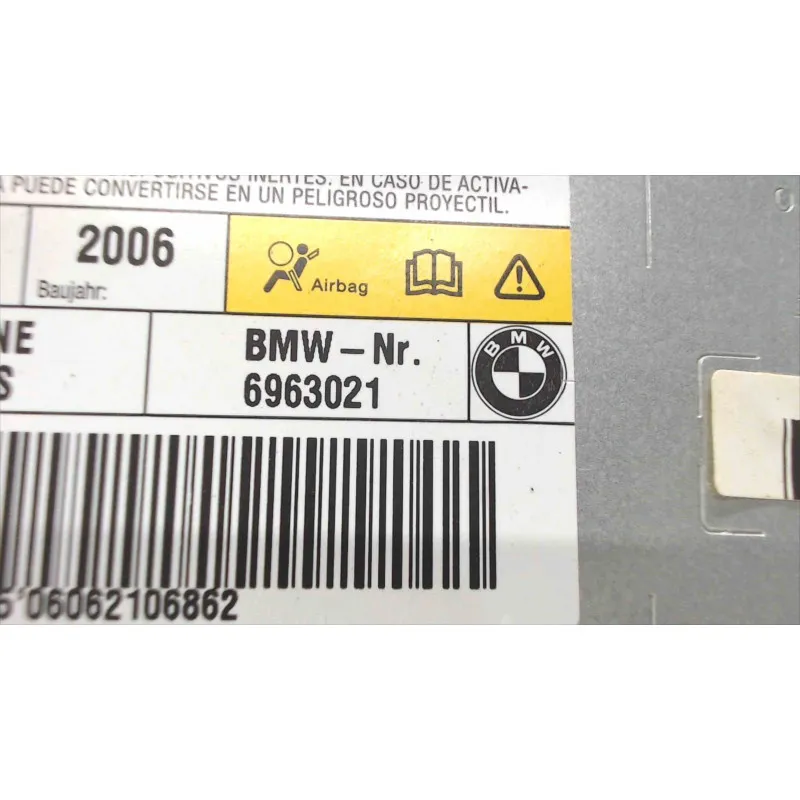 INERTES. EN CASO DE ACTIVA-
A PUEDE CONVERTIRSE EN UN PELIGROSO PROYECTIL.
2006
Baujahr:
Airbag
NE
S
BMW-Nr.
6963021
BMW
06062106862